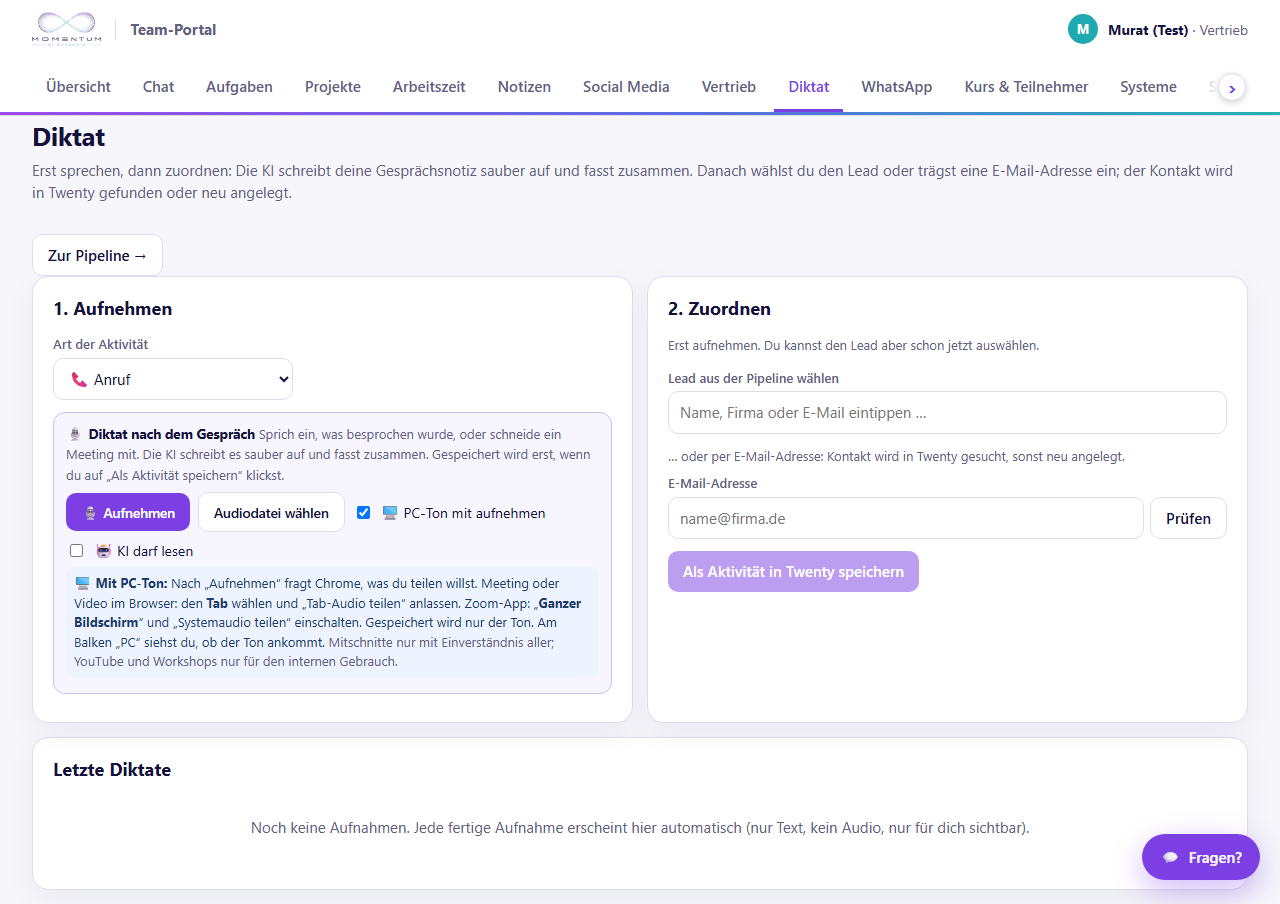 MOMENTUM
Team-Portal
M
Murat (Test) · Vertrieb
Übersicht
Chat
Aufgaben
Projekte
Arbeitszeit
Notizen
Social Media
Vertrieb
Diktat
WhatsApp
Kurs & Teilnehmer
Systeme
›
Diktat
Erst sprechen, dann zuordnen: Die KI schreibt deine Gesprächsnotiz sauber auf und fasst zusammen. Danach wählst du den Lead oder trägst eine E-Mail-Adresse ein; der Kontakt wird
in Twenty gefunden oder neu angelegt.
Zur Pipeline →
1. Aufnehmen
Art der Aktivität
📞 Anruf
🎙️ Diktat nach dem Gespräch Sprich ein, was besprochen wurde, oder schneide ein
Meeting mit. Die KI schreibt es sauber auf und fasst zusammen. Gespeichert wird erst, wenn
du auf „Als Aktivität speichern“ klickst.
🎙️ Aufnehmen
Audiodatei wählen
🖥️ PC-Ton mit aufnehmen
🤖 KI darf lesen
🖥️ Mit PC-Ton: Nach „Aufnehmen“ fragt Chrome, was du teilen willst. Meeting oder
Video im Browser: den Tab wählen und „Tab-Audio teilen“ anlassen. Zoom-App: „Ganzer
Bildschirm“ und „Systemaudio teilen“ einschalten. Gespeichert wird nur der Ton. Am
Balken „PC“ siehst du, ob der Ton ankommt. Mitschnitte nur mit Einverständnis aller;
YouTube und Workshops nur für den internen Gebrauch.
2. Zuordnen
Erst aufnehmen. Du kannst den Lead aber schon jetzt auswählen.
Lead aus der Pipeline wählen
Name, Firma oder E-Mail eintippen …
… oder per E-Mail-Adresse: Kontakt wird in Twenty gesucht, sonst neu angelegt.
E-Mail-Adresse
name@firma.de
Prüfen
Als Aktivität in Twenty speichern
Letzte Diktate
Noch keine Aufnahmen. Jede fertige Aufnahme erscheint hier automatisch (nur Text, kein Audio, nur für dich sichtbar).
💬 Fragen?